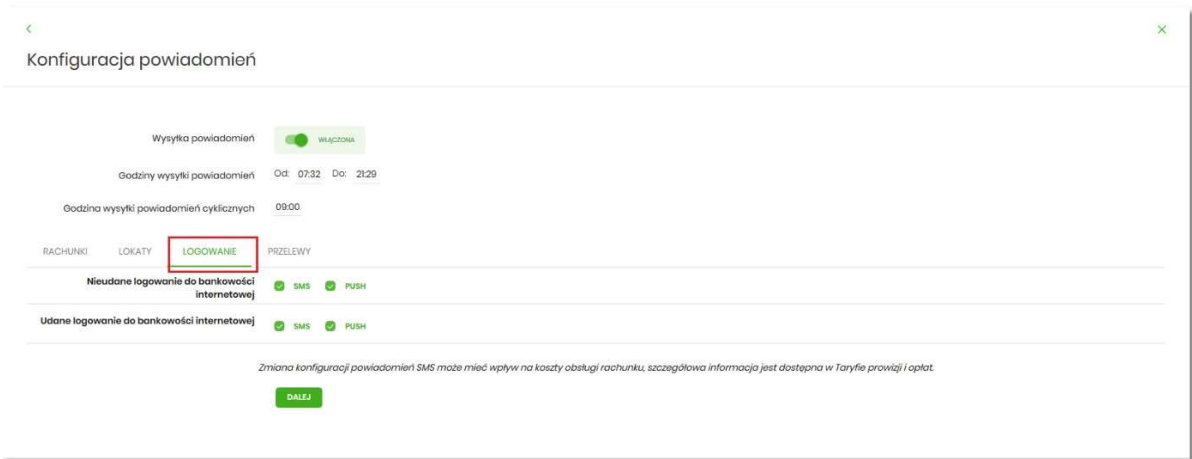 Konfiguracja powiadomień
Wysyłka powiadomień WŁĄCZONA
Godziny wysyłki powiadomień Od: 07:32 Do: 21:29
Godzina wysyłki powiadomień cyklicznych 09:00
RACHUNKI LOKATY LOGOWANIE PRZELEWY
Nieudane logowanie do bankowości
internetowej SMS PUSH
Udane logowanie do bankowości internetowej SMS PUSH
Zmiana konfiguracji powiadomień SMS może mieć wpływ na koszty obsługi rachunku, szczegółowa informacja jest dostępna w Taryfie prowizji i opłat.
DALEJ